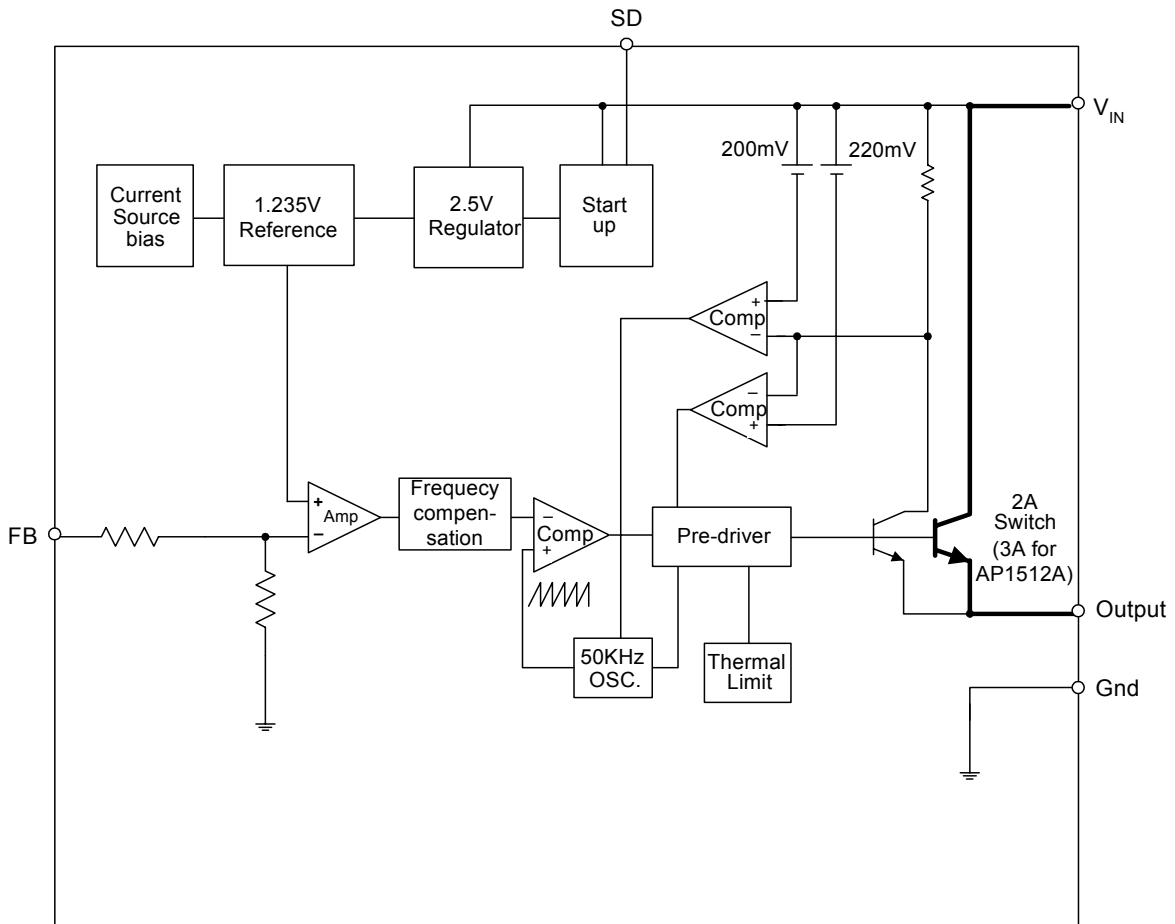 SD
V_IN
200mV
220mV
Current
Source
bias
1.235V
Reference
2.5V
Regulator
Start
up
+
Comp
−
−
Comp
+
+
Amp
−
Frequecy
compen-
sation
−
Comp
+
Pre-driver
2A
Switch
(3A for
AP1512A)
FB
Output
50KHz
OSC.
Thermal
Limit
Gnd